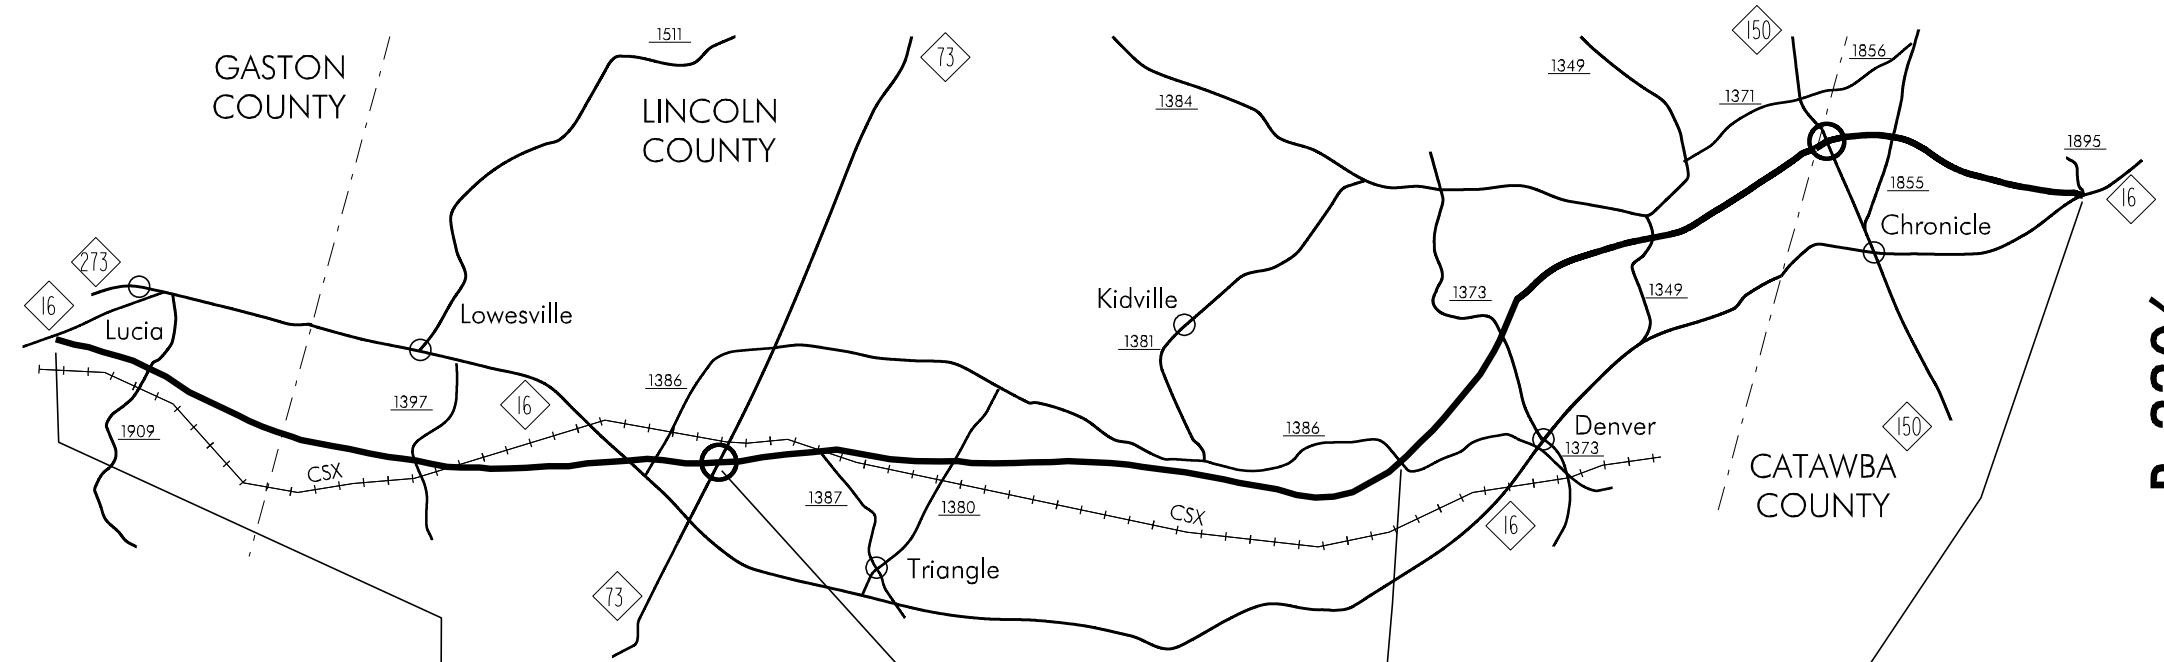 1511
150
73
1856
GASTON
COUNTY
1349
1384
1371
LINCOLN
COUNTY
1895
1855
16
Chronicle
273
16
Lucia
Lowesville
Kidville
1373
1349
1381
1386
16
1397
1909
CSX
1386
Denver
1373
150
CATAWBA
COUNTY
1387
1380
CSX
16
Triangle
73